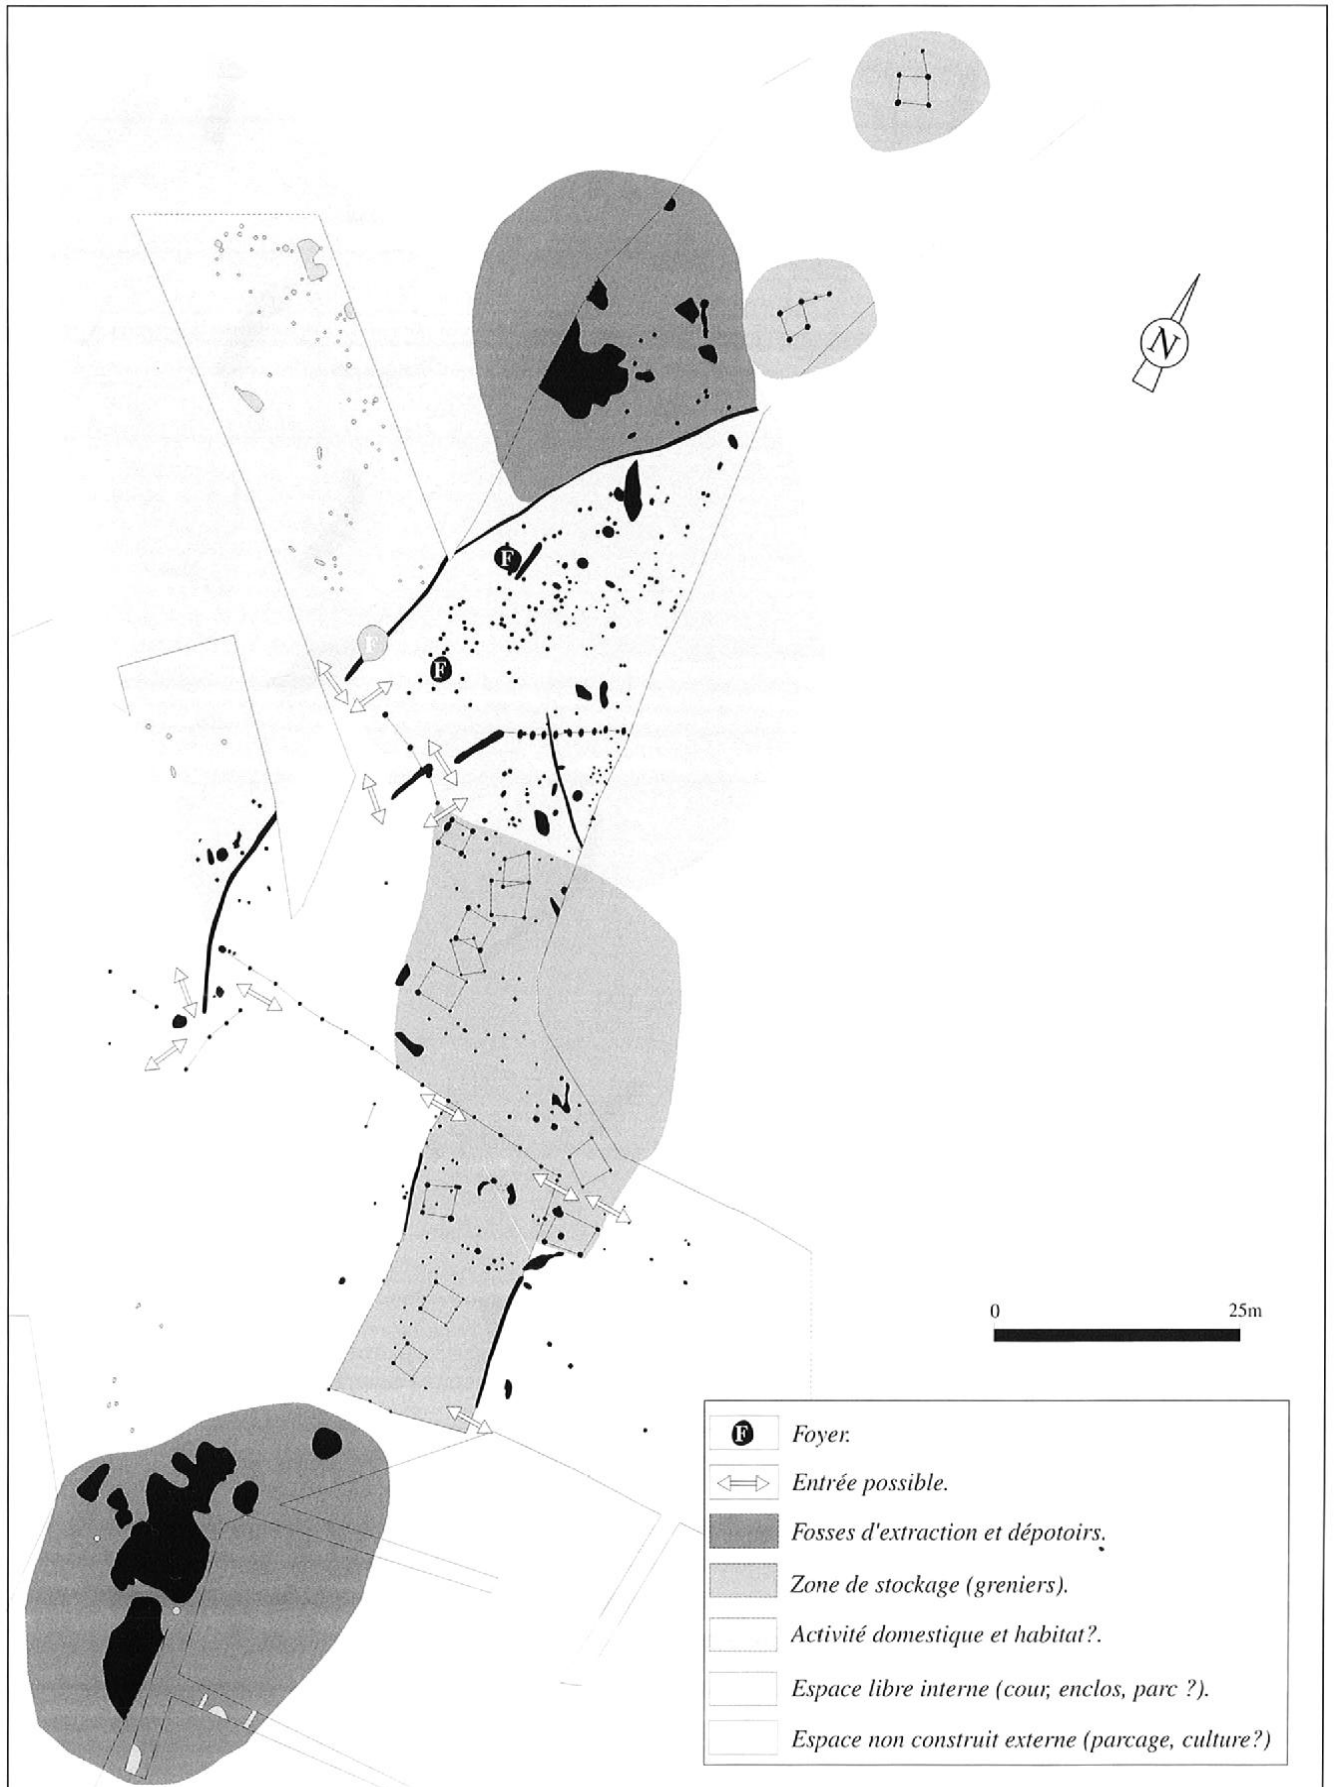 N
F
F
F
0 25m
F Foyer.
Entrée possible.
Fosses d'extraction et dépotoirs.
Zone de stockage (greniers).
Activité domestique et habitat?.
Espace libre interne (cour, enclos, parc ?).
Espace non construit externe (parcage, culture?)